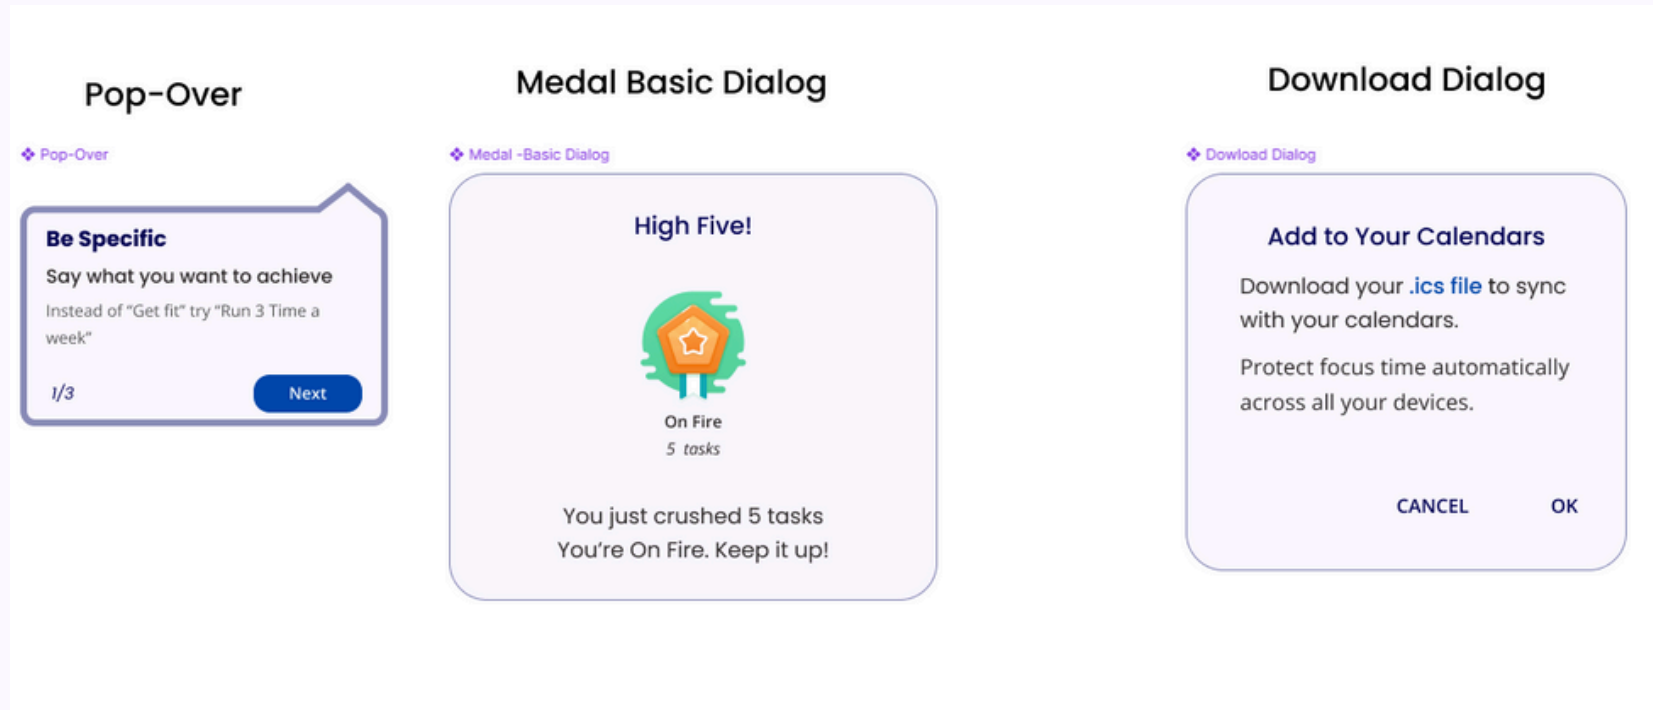 Pop-Over
Medal Basic Dialog
Download Dialog
Pop-Over
Medal -Basic Dialog
Dowload Dialog
Be Specific
Say what you want to achieve
Instead of “Get fit” try “Run 3 Time a
week”
1/3
Next
High Five!
On Fire
5 tasks
You just crushed 5 tasks
You’re On Fire. Keep it up!
Add to Your Calendars
Download your .ics file to sync
with your calendars.
Protect focus time automatically
across all your devices.
CANCEL
OK